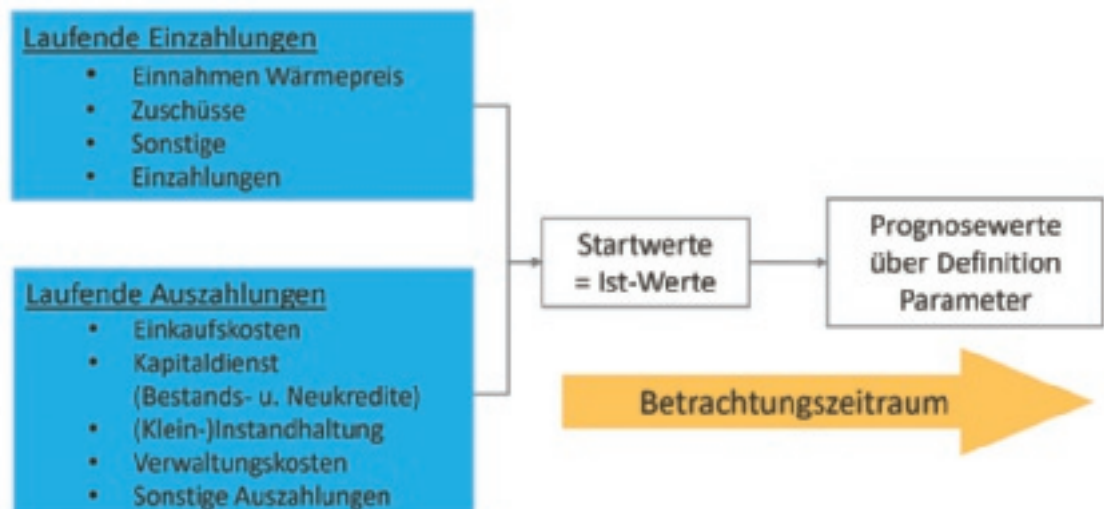 Laufende Einzahlungen
• Einnahmen Wärmepreis
• Zuschüsse
• Sonstige
• Einzahlungen
Laufende Auszahlungen
• Einkaufskosten
• Kapitaldienst
(Bestands- u. Neukredite)
• (Klein-)Instandhaltung
• Verwaltungskosten
• Sonstige Auszahlungen
Startwerte
= Ist-Werte
Prognosewerte
über Definition
Parameter
Betrachtungszeitraum